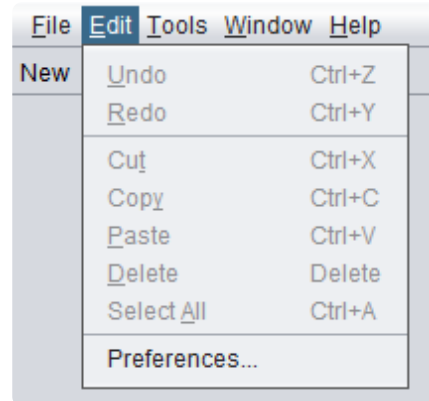 File Edit Tools Window Help
New
Undo Ctrl+Z
Redo Ctrl+Y
Cut Ctrl+X
Copy Ctrl+C
Paste Ctrl+V
Delete Delete
Select All Ctrl+A
Preferences...